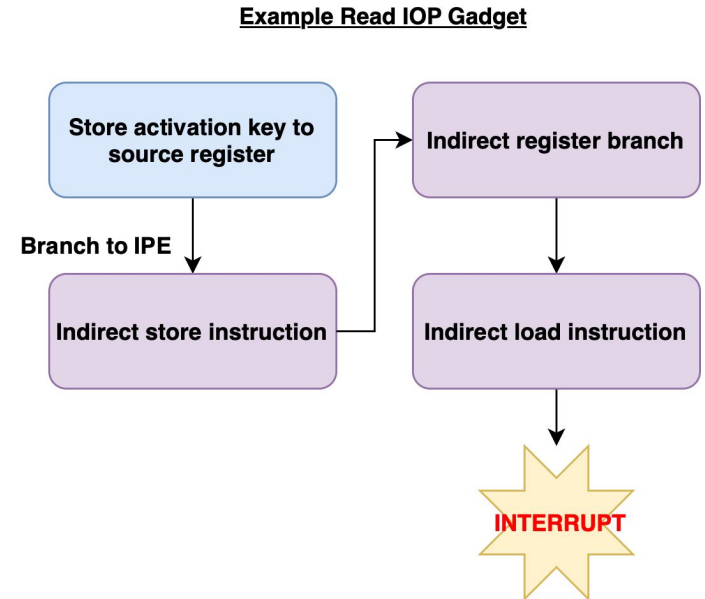 Example Read IOP Gadget
Store activation key to
source register
Branch to IPE
Indirect store instruction
Indirect register branch
Indirect load instruction
INTERRUPT